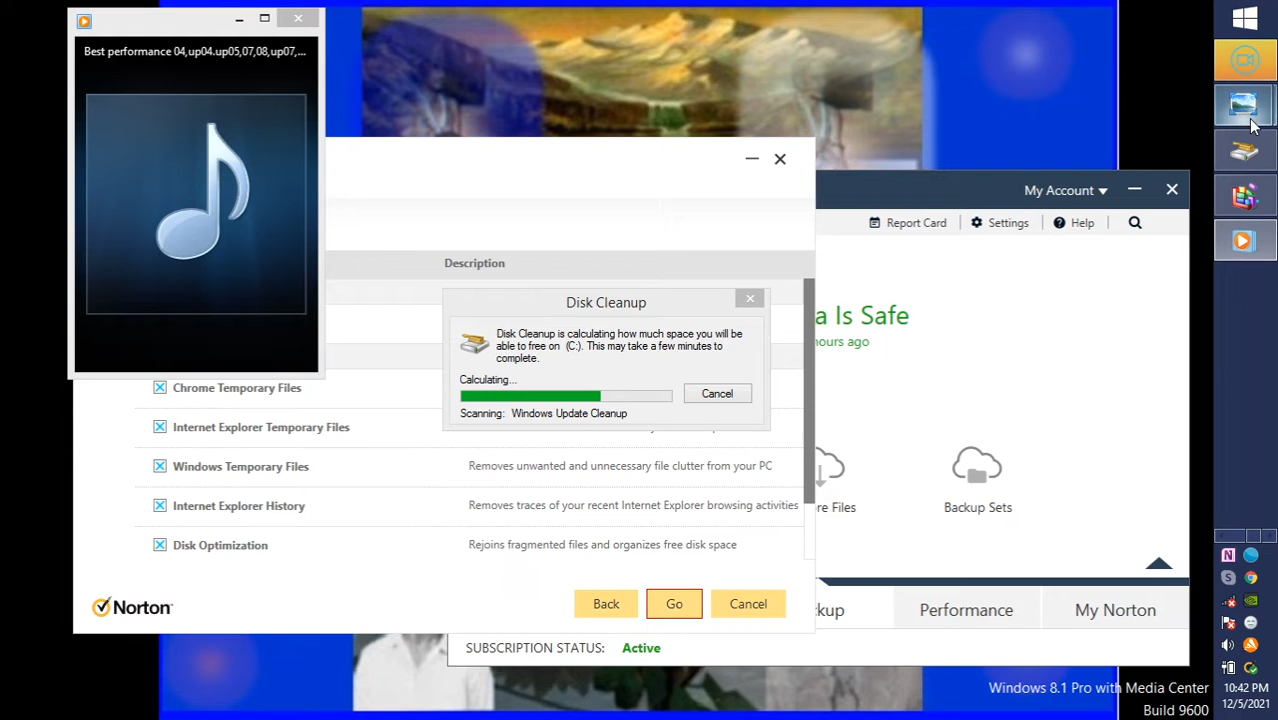 Best performance 04,up04.up05,07,08,up07,...
My Account
Report Card
Settings
Help
Description
a Is Safe
hours ago
Disk Cleanup
Disk Cleanup is calculating how much space you will be
able to free on (C:). This may take a few minutes to
complete.
Calculating...
Cancel
Scanning: Windows Update Cleanup
Chrome Temporary Files
Internet Explorer Temporary Files
Windows Temporary Files
Removes unwanted and unnecessary file clutter from your PC
Internet Explorer History
Removes traces of your recent Internet Explorer browsing activities
Disk Optimization
Rejoins fragmented files and organizes free disk space
re Files
Backup Sets
Norton
Back
Go
Cancel
kup
Performance
My Norton
SUBSCRIPTION STATUS: Active
Windows 8.1 Pro with Media Center
Build 9600
10:42 PM
12/5/2021